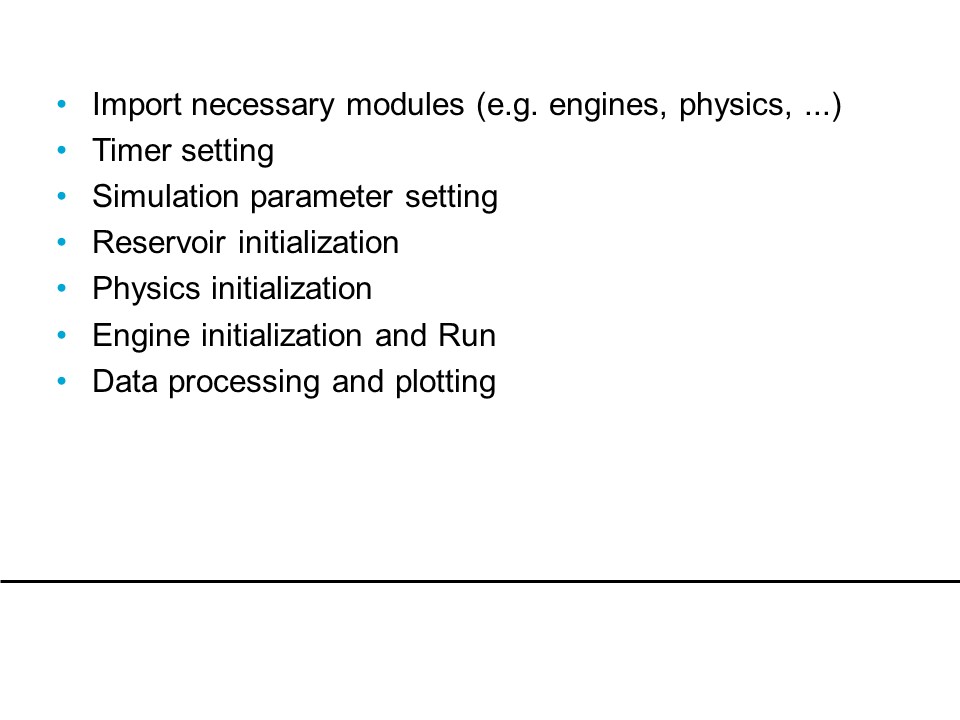 • Import necessary modules (e.g. engines, physics, ...)
• Timer setting
• Simulation parameter setting
• Reservoir initialization
• Physics initialization
• Engine initialization and Run
• Data processing and plotting